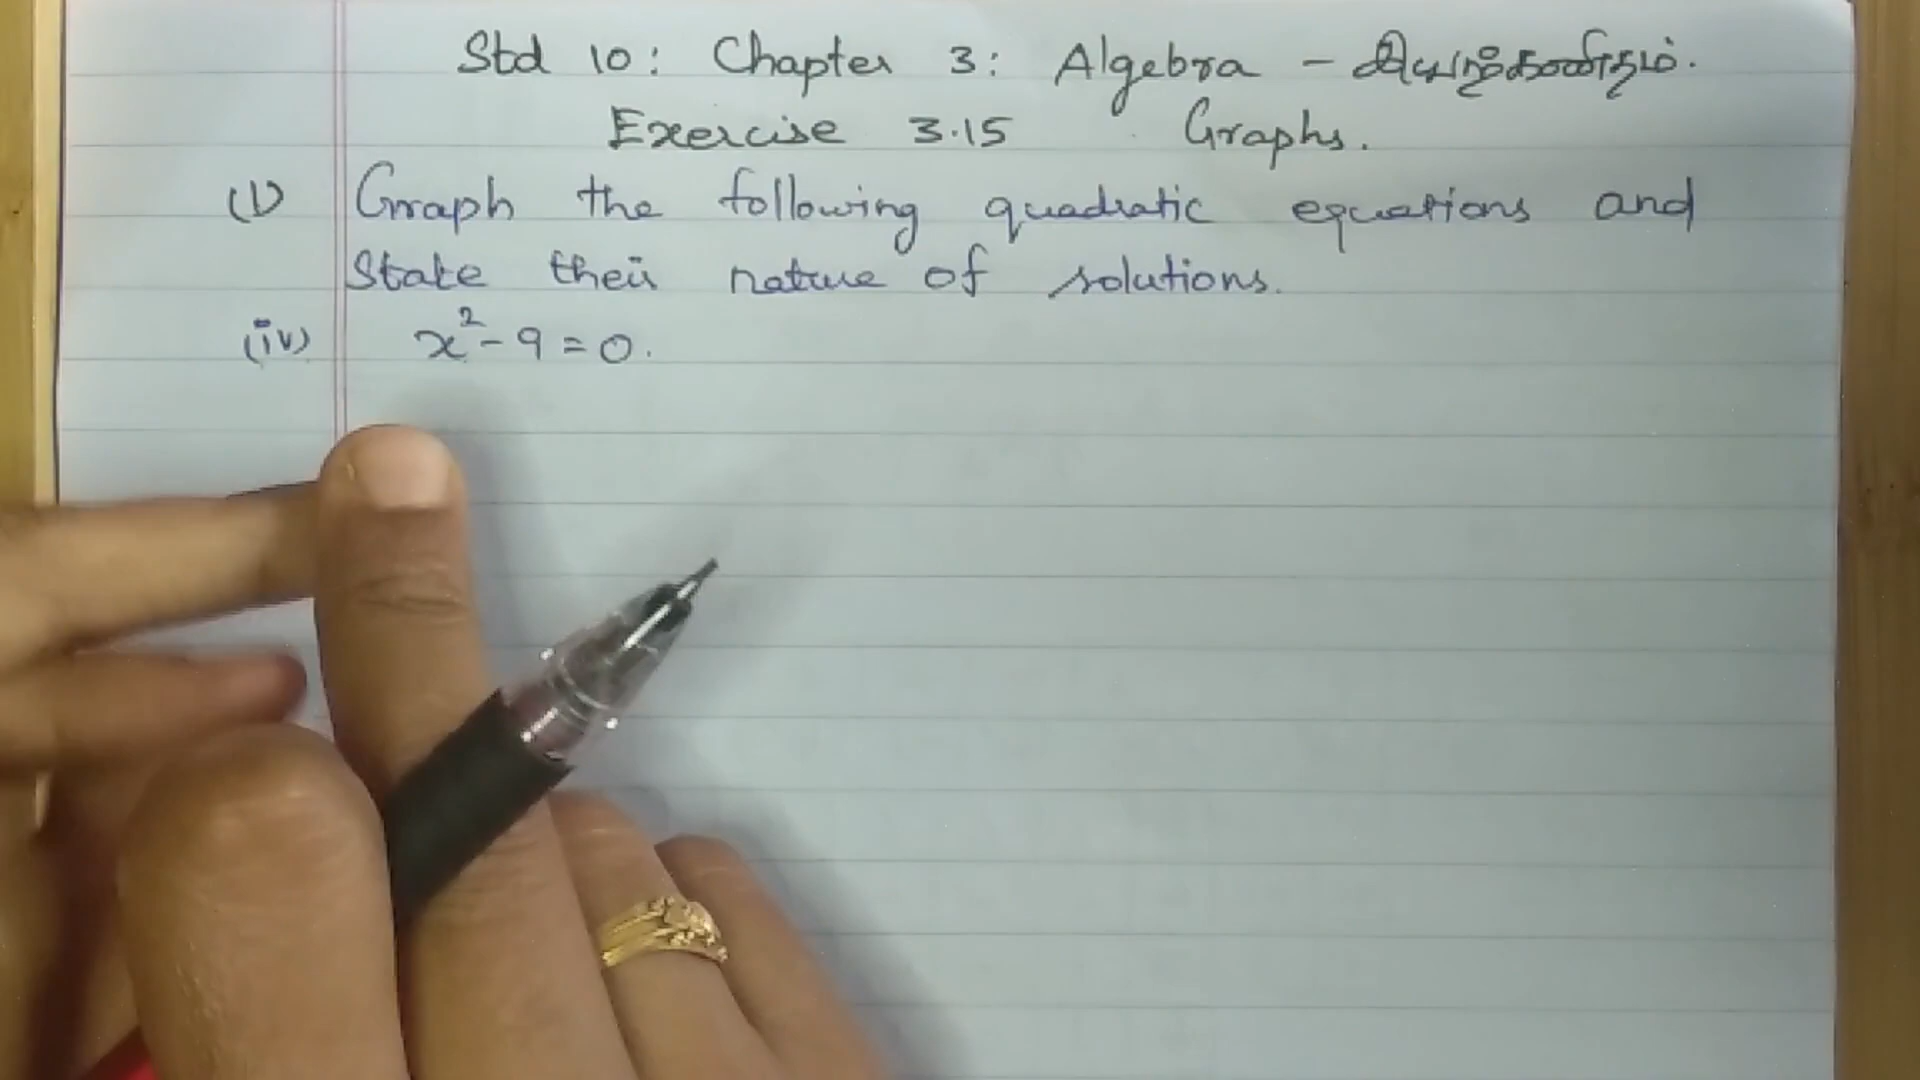 Std 10: Chapter 3: Algebra - இயற்கணிதம்.
Exercise 3.15 Graphs.
(1) Graph the following quadratic equations and
State their nature of solutions.
(iv) x² - 9 = 0.